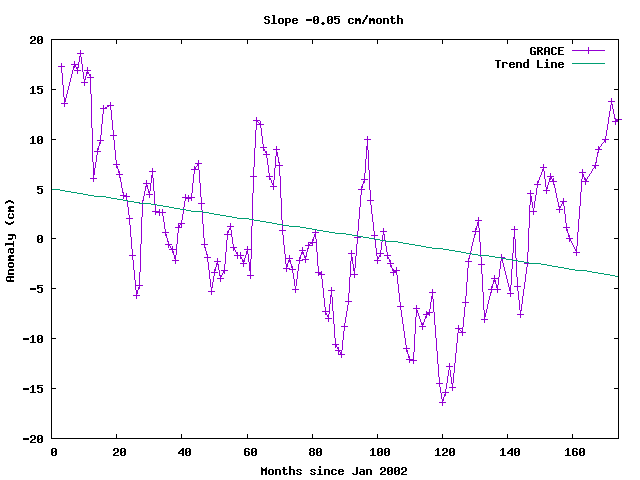 Slope -0.05 cm/month
20
15
10
5
0
-5
-10
-15
-20
Anomaly (cm)
GRACE
Trend Line
0 20 40 60 80 100 120 140 160
Months since Jan 2002